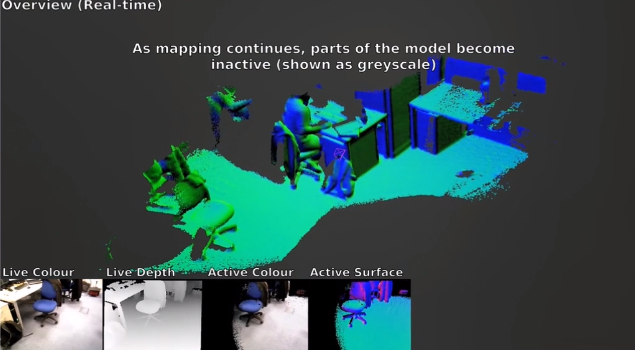 Overview (Real-time)
As mapping continues, parts of the model become
inactive (shown as greyscale)
Live Colour
Live Depth
Active Colour
Active Surface